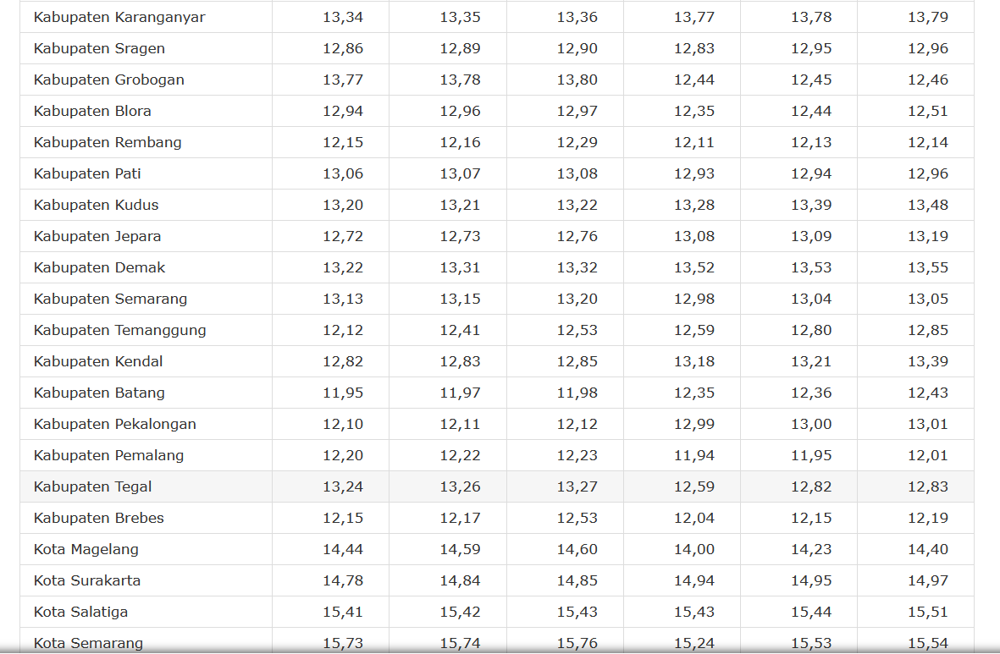 Kabupaten Karanganyar 13,34 13,35 13,36 13,77 13,78 13,79
Kabupaten Sragen 12,86 12,89 12,90 12,83 12,95 12,96
Kabupaten Grobogan 13,77 13,78 13,80 12,44 12,45 12,46
Kabupaten Blora 12,94 12,96 12,97 12,35 12,44 12,51
Kabupaten Rembang 12,15 12,16 12,29 12,11 12,13 12,14
Kabupaten Pati 13,06 13,07 13,08 12,93 12,94 12,96
Kabupaten Kudus 13,20 13,21 13,22 13,28 13,39 13,48
Kabupaten Jepara 12,72 12,73 12,76 13,08 13,09 13,19
Kabupaten Demak 13,22 13,31 13,32 13,52 13,53 13,55
Kabupaten Semarang 13,13 13,15 13,20 12,98 13,04 13,05
Kabupaten Temanggung 12,12 12,41 12,53 12,59 12,80 12,85
Kabupaten Kendal 12,82 12,83 12,85 13,18 13,21 13,39
Kabupaten Batang 11,95 11,97 11,98 12,35 12,36 12,43
Kabupaten Pekalongan 12,10 12,11 12,12 12,99 13,00 13,01
Kabupaten Pemalang 12,20 12,22 12,23 11,94 11,95 12,01
Kabupaten Tegal 13,24 13,26 13,27 12,59 12,82 12,83
Kabupaten Brebes 12,15 12,17 12,53 12,04 12,15 12,19
Kota Magelang 14,44 14,59 14,60 14,00 14,23 14,40
Kota Surakarta 14,78 14,84 14,85 14,94 14,95 14,97
Kota Salatiga 15,41 15,42 15,43 15,43 15,44 15,51
Kota Semarang 15,73 15,74 15,76 15,24 15,53 15,54